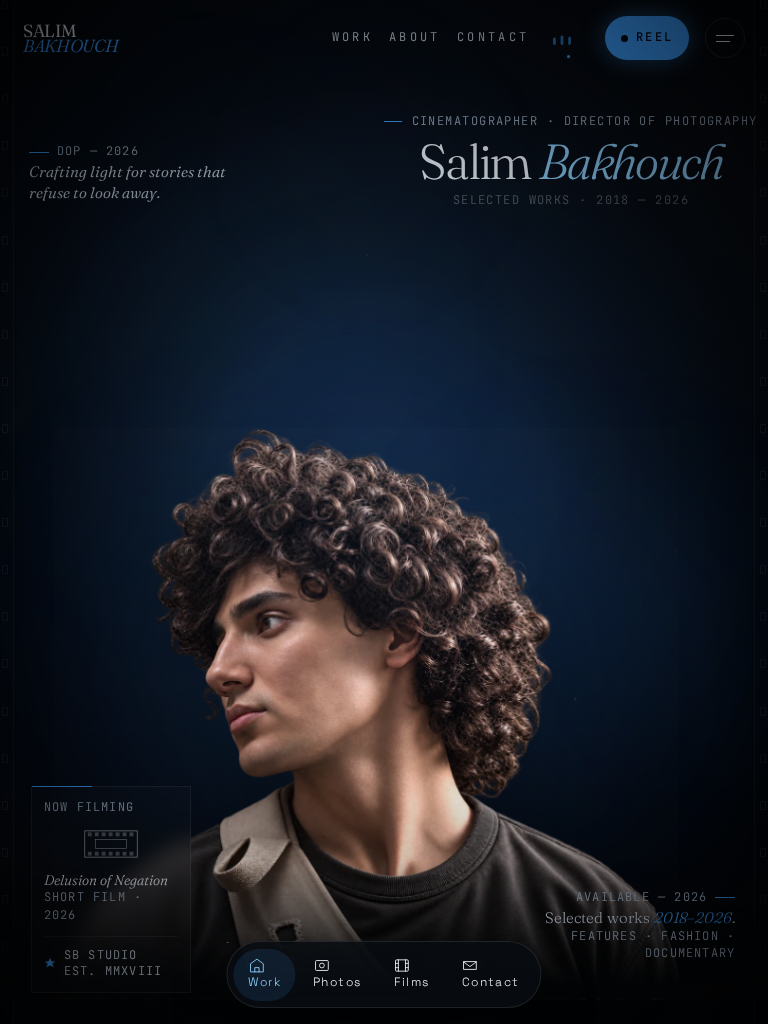 SALIM
BAKHOUCH
WORK ABOUT CONTACT
REEL
CINEMATOGRAPHER · DIRECTOR OF PHOTOGRAPHY
Salim Bakhouch
SELECTED WORKS · 2018 — 2026
DOP — 2026
Crafting light for stories that
refuse to look away.
NOW FILMING
Delusion of Negation
SHORT FILM ·
2026
SB STUDIO
EST. MMXVIII
AVAILABLE — 2026
Selected works 2018–2026.
FEATURES · FASHION ·
DOCUMENTARY
Work Photos Films Contact